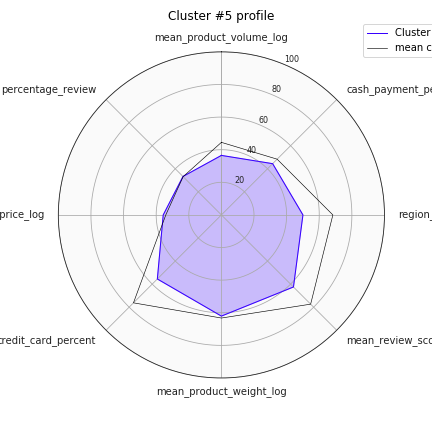 Cluster #5 profile
mean_product_volume_log
Cluster
mean c
percentage_review
cash_payment_pe
100
80
60
40
20
price_log
region_
credit_card_percent
mean_review_sco
mean_product_weight_log